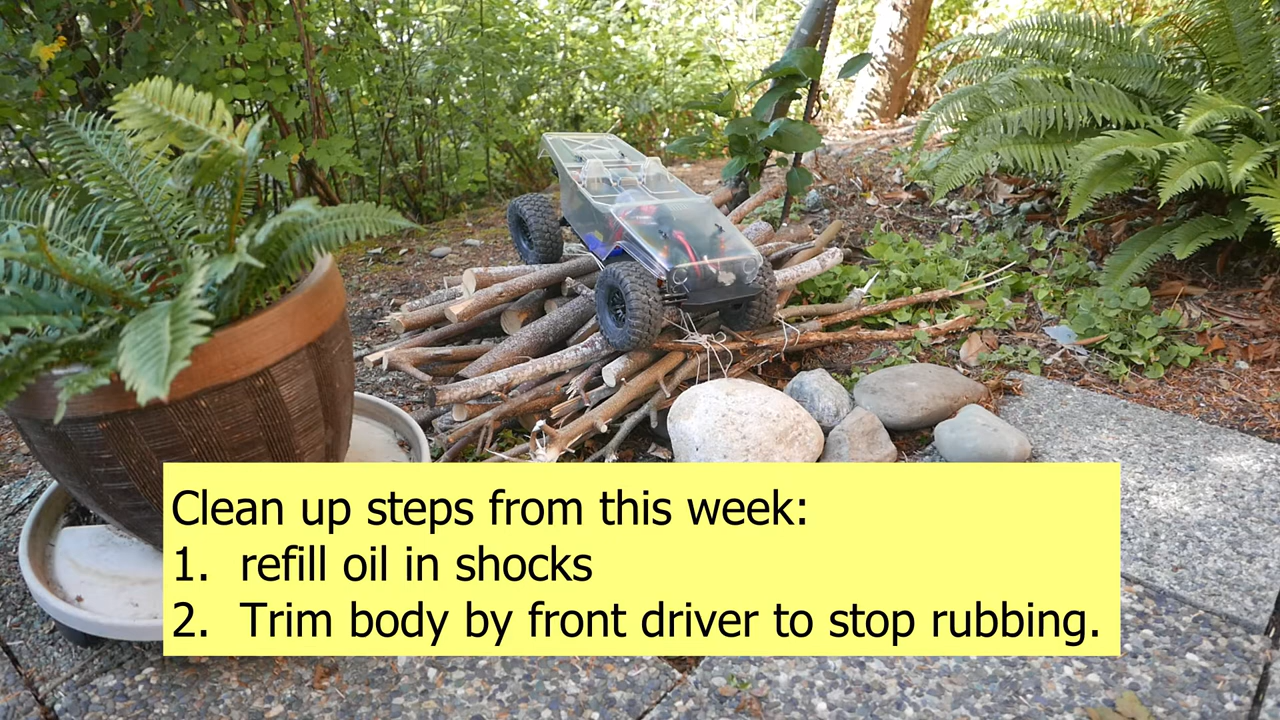 Clean up steps from this week:
1. refill oil in shocks
2. Trim body by front driver to stop rubbing.